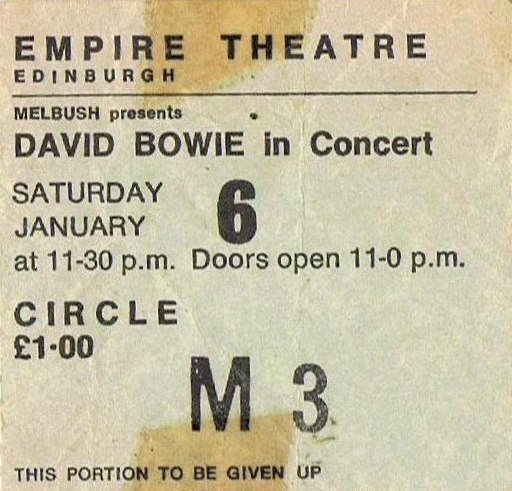 EMPIRE THEATRE
EDINBURGH
MELBUSH presents
DAVID BOWIE in Concert
SATURDAY
JANUARY 6
at 11-30 p.m. Doors open 11-0 p.m.
CIRCLE
£1·00
M 3
THIS PORTION TO BE GIVEN UP